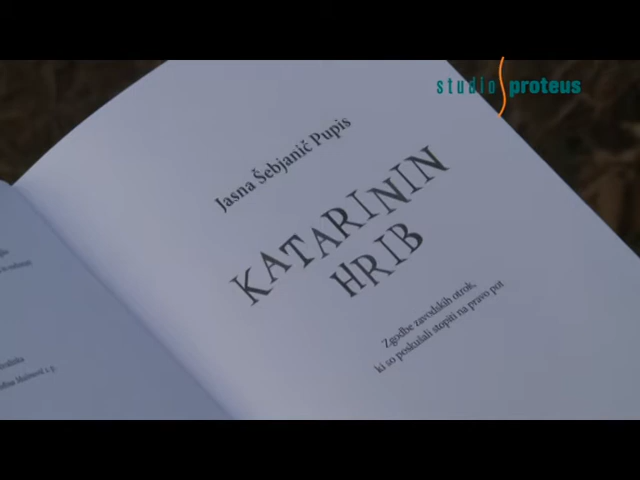 studio proteus
Jasna Šebjanič Pupis
KATARININ
HRIB
Zgodbe zavodskih otrok,
ki so poskušali stopiti na pravo pot